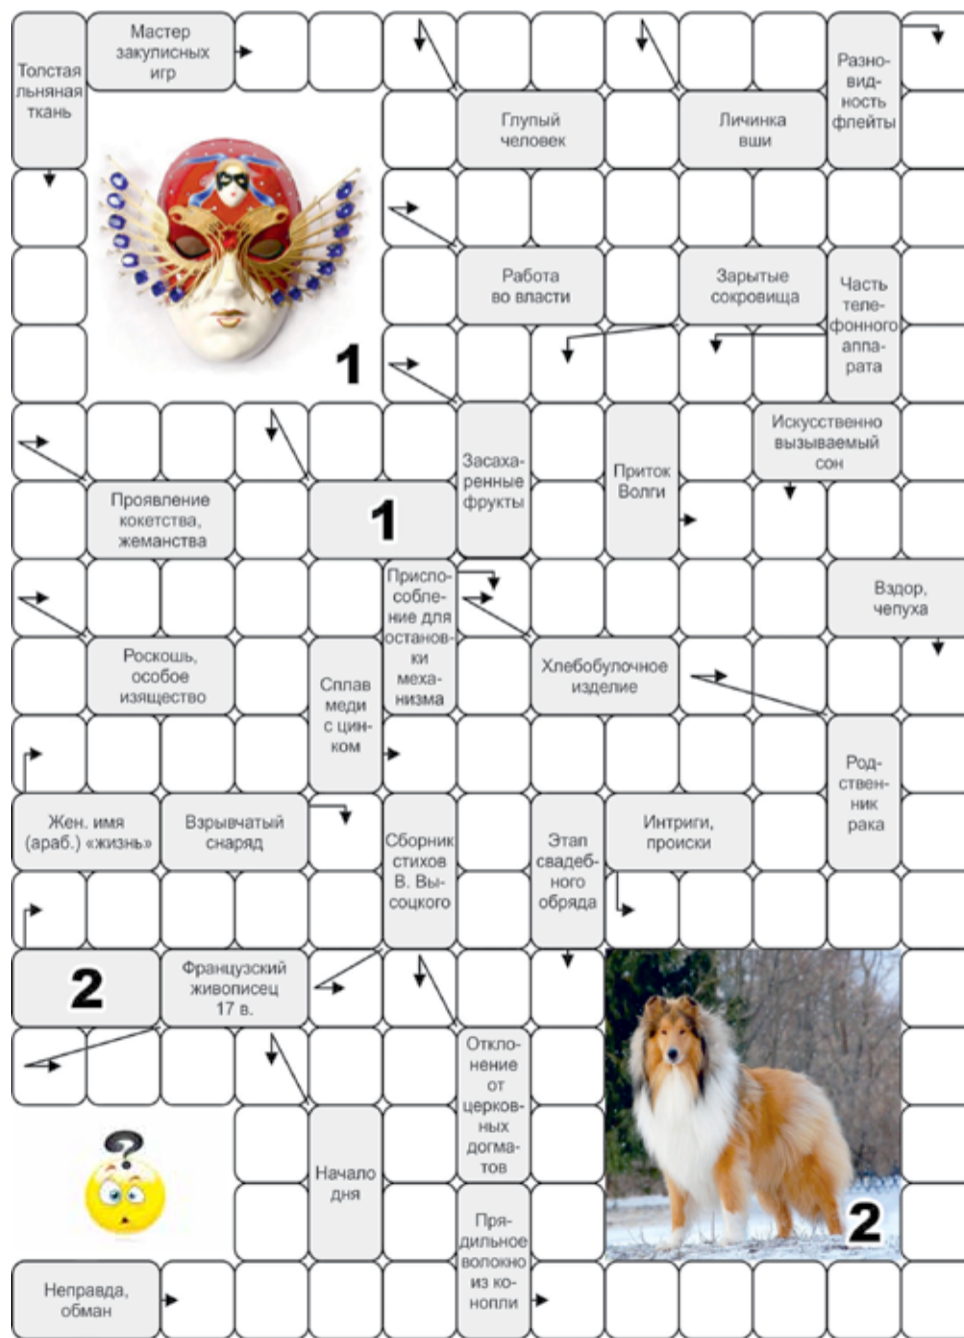 Мастер
закулисных
игр
Толстая
льняная
ткань
Разно-
вид-
ность
флейты
Глупый
человек
Личинка
вши
Работа
во власти
Зарытые
сокровища
Часть
теле-
фонного
аппа-
рата
1
Засаха-
ренные
фрукты
Приток
Волги
Искусственно
вызываемый
сон
Проявление
кокетства,
жеманства
1
Приспо-
собле-
ние для
останов-
ки
меха-
низма
Вздор,
чепуха
Роскошь,
особое
изящество
Сплав
меди
с цин-
ком
Хлебобулочное
изделие
Род-
ствен-
ник
рака
Жен. имя
(араб.) «жизнь»
Взрывчатый
снаряд
Сборник
стихов
В. Вы-
соцкого
Этап
свадеб-
ного
обряда
Интриги,
происки
2
Французский
живописец
17 в.
Откло-
нение
от
церков-
ных
догма-
тов
Начало
дня
2
Пря-
дильное
волокно
из ко-
нопли
Неправда,
обман